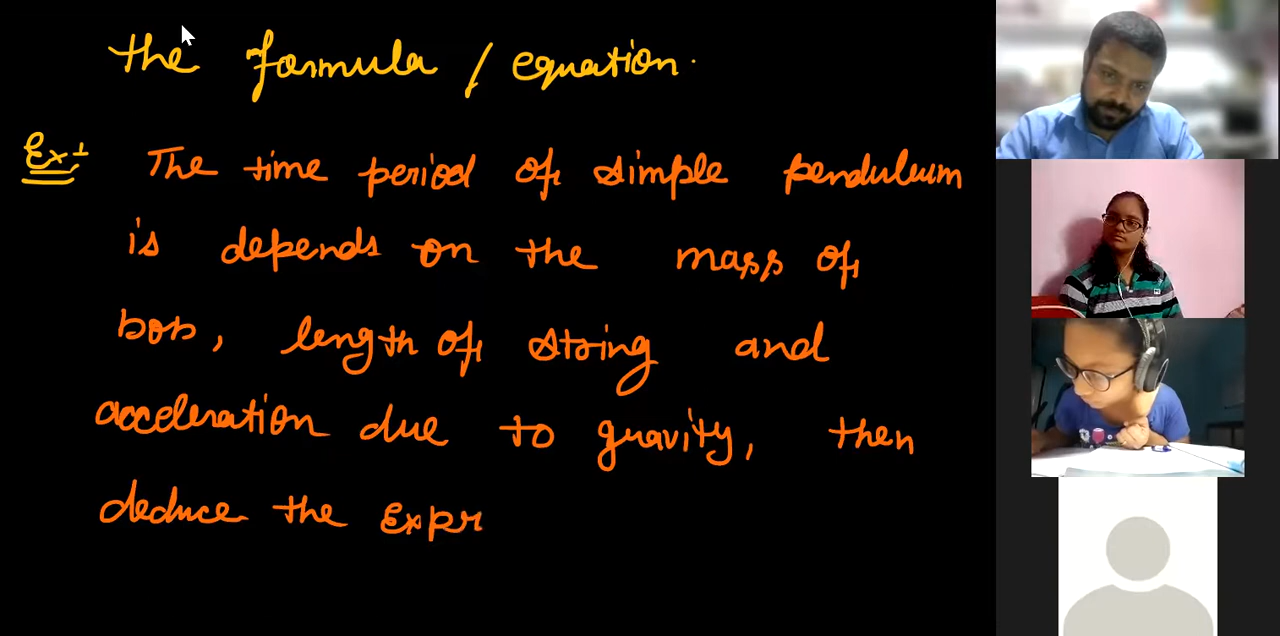 the formula / equation.
Ex:- The time period of simple pendulum
is depends on the mass of
bob, length of string and
acceleration due to gravity, then
deduce the Expr